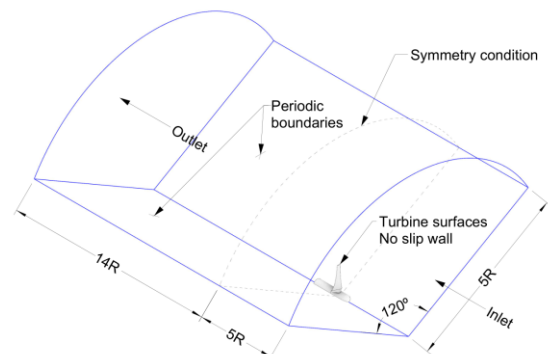 Symmetry condition
Periodic
boundaries
Outlet
Turbine surfaces
No slip wall
14R
5R
120º
Inlet
5R